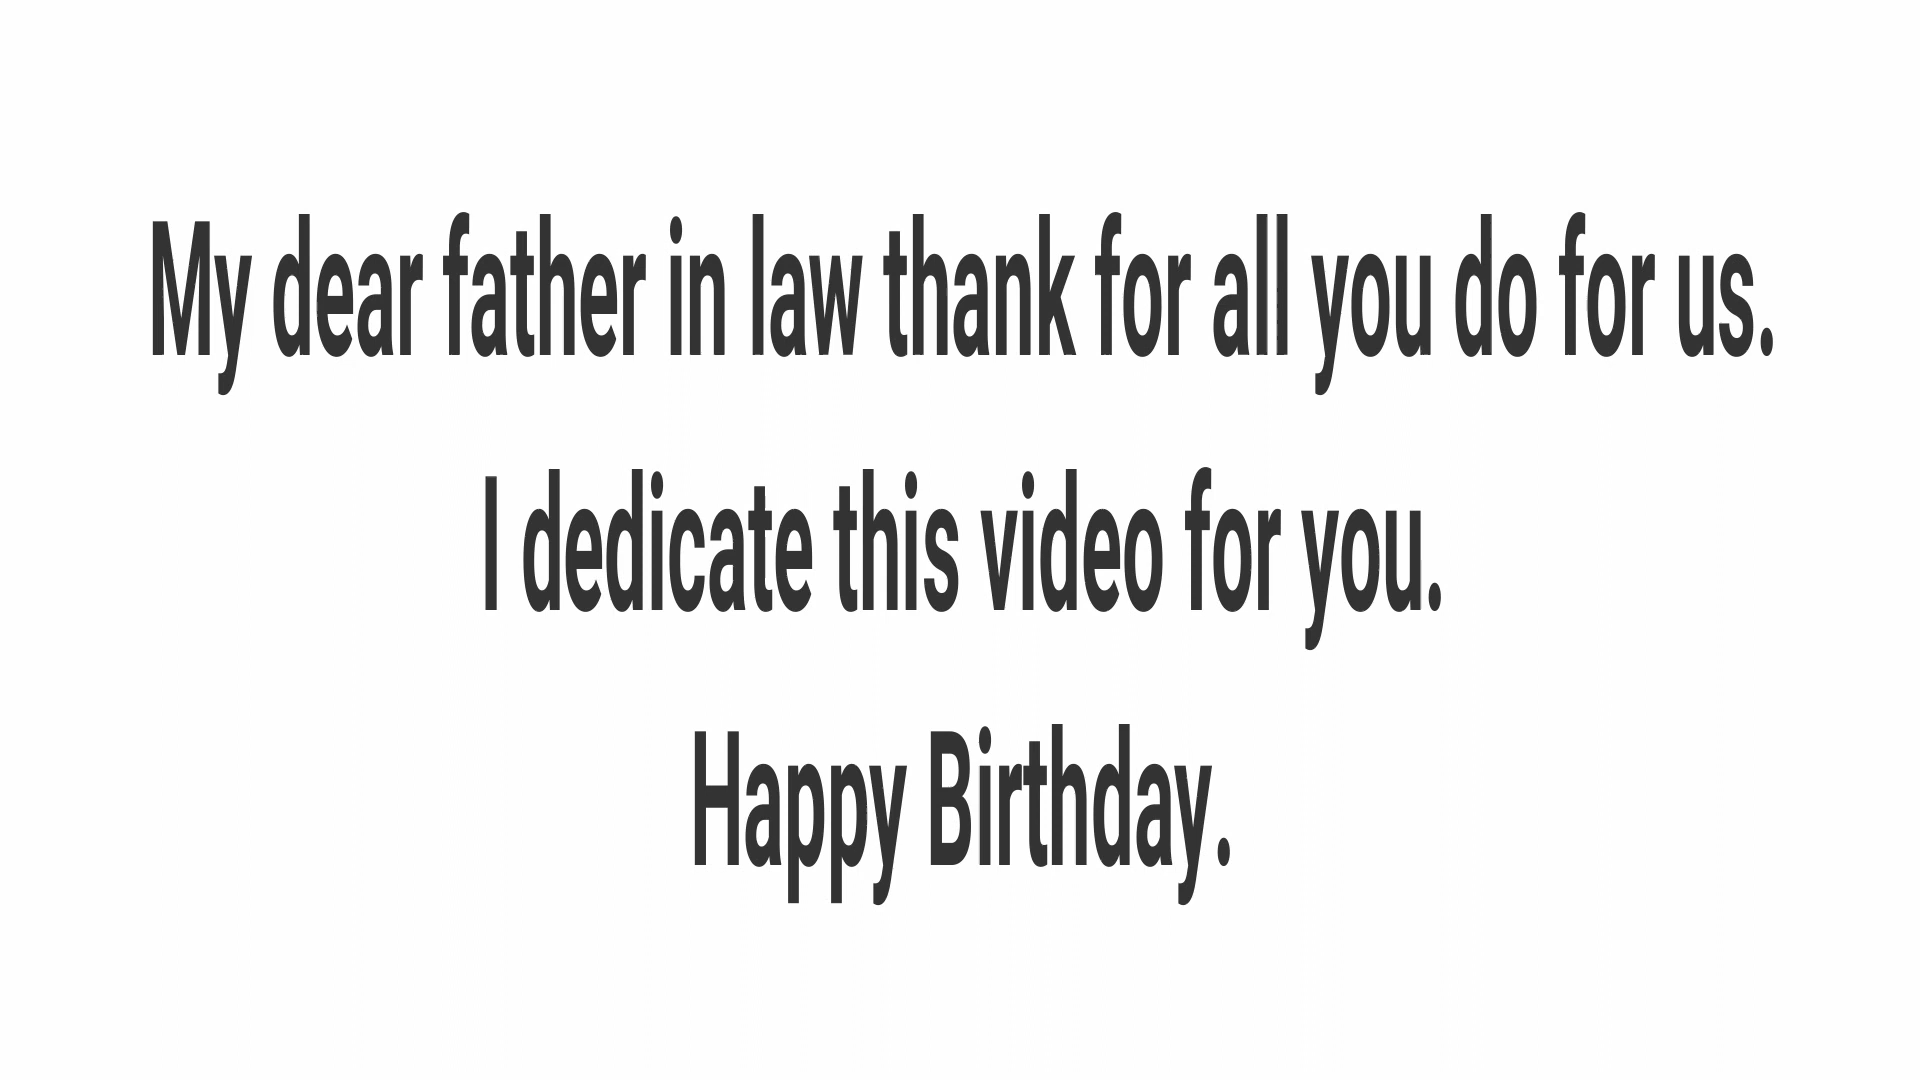 My dear father in law thank for all you do for us.
I dedicate this video for you.
Happy Birthday.